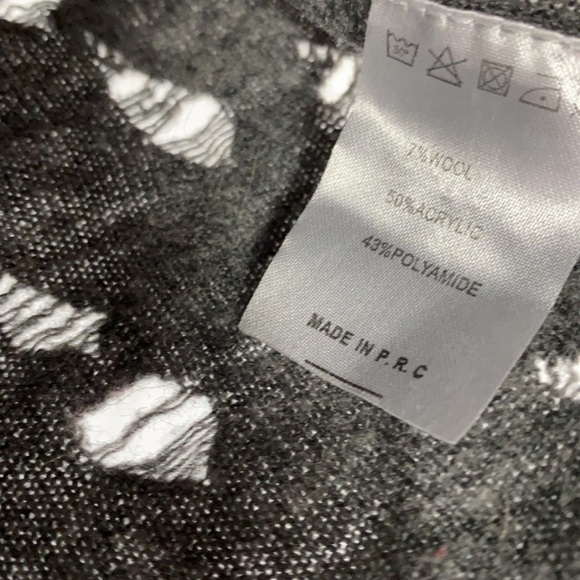 30°
7%WOOL
50%ACRYLIC
43%POLYAMIDE
MADE IN P.R.C